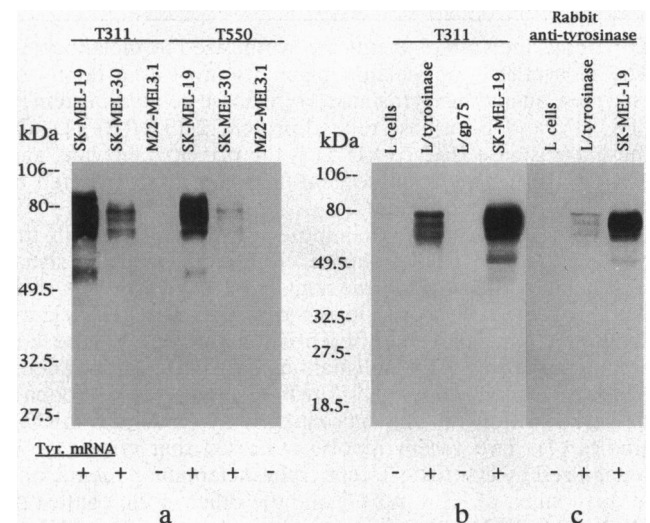 T311
T550
SK-MEL-19
SK-MEL-30
MZ2-MEL3.1
SK-MEL-19
SK-MEL-30
MZ2-MEL3.1
kDa
106--
80--
49.5-
32.5-
27.5-
Tyr. mRNA
+ + - + + -
a
T311
L cells
L/tyrosinase
L/gp75
SK-MEL-19
kDa
106--
80--
49.5-
32.5-
27.5-
18.5-
b
Rabbit
anti-tyrosinase
L cells
L/tyrosinase
SK-MEL-19
- + - + - + +
c